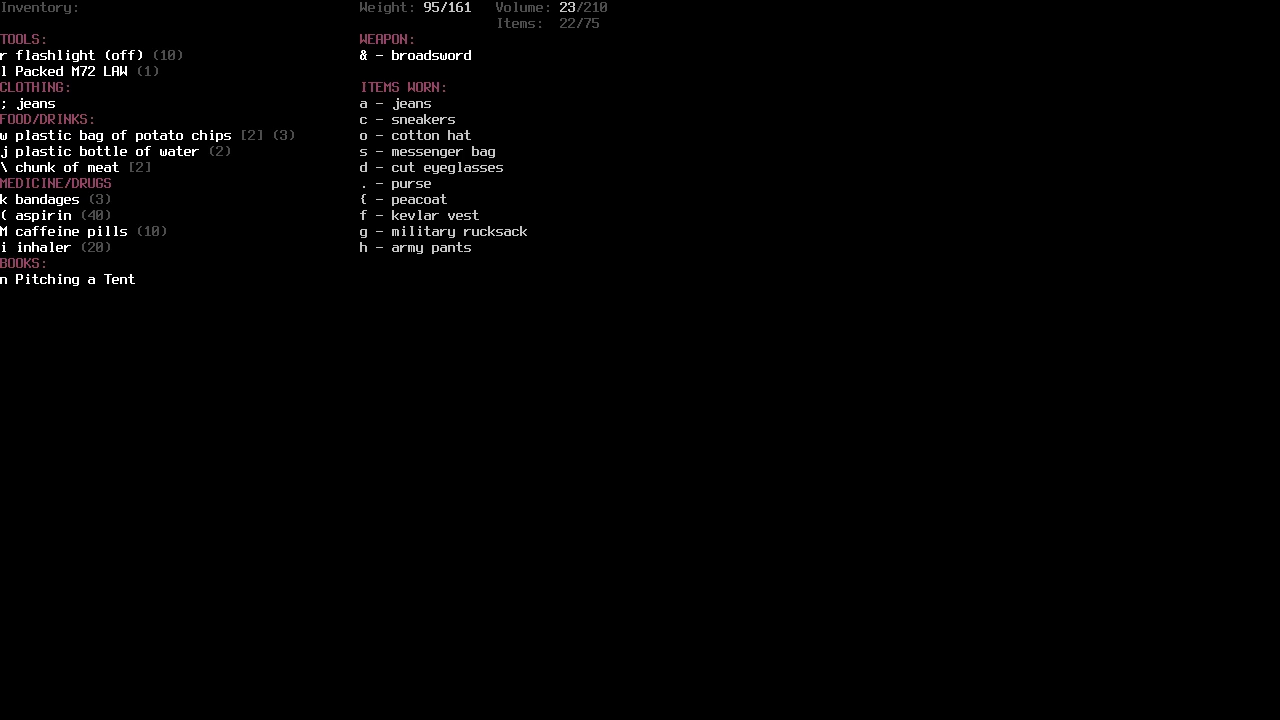 Inventory: Weight: 95/161 Volume: 23/210
Items: 22/75
TOOLS:
r flashlight (off) (10)
l Packed M72 LAW (1)
CLOTHING:
; jeans
FOOD/DRINKS:
w plastic bag of potato chips [2] (3)
j plastic bottle of water (2)
\ chunk of meat [2]
MEDICINE/DRUGS
k bandages (3)
( aspirin (40)
M caffeine pills (10)
i inhaler (20)
BOOKS:
n Pitching a Tent
WEAPON:
& - broadsword
ITEMS WORN:
a - jeans
c - sneakers
o - cotton hat
s - messenger bag
d - cut eyeglasses
. - purse
{ - peacoat
f - kevlar vest
g - military rucksack
h - army pants